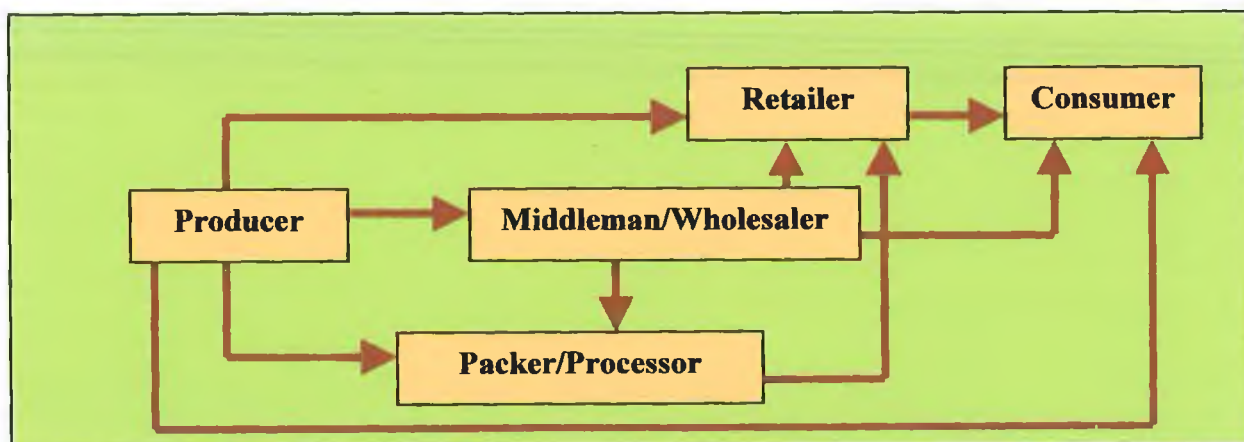 Retailer
Consumer
Producer
Middleman/Wholesaler
Packer/Processor